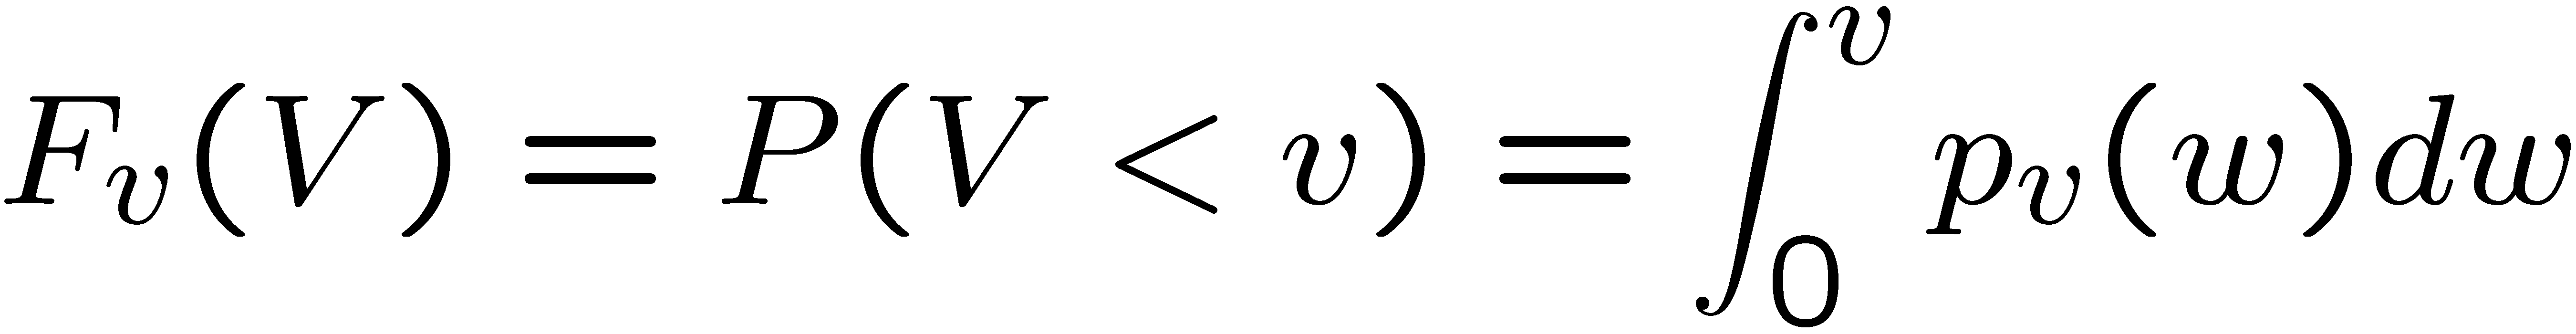 $F_v(V) = P(V < v) = \int_0^v p_v(w)dw$